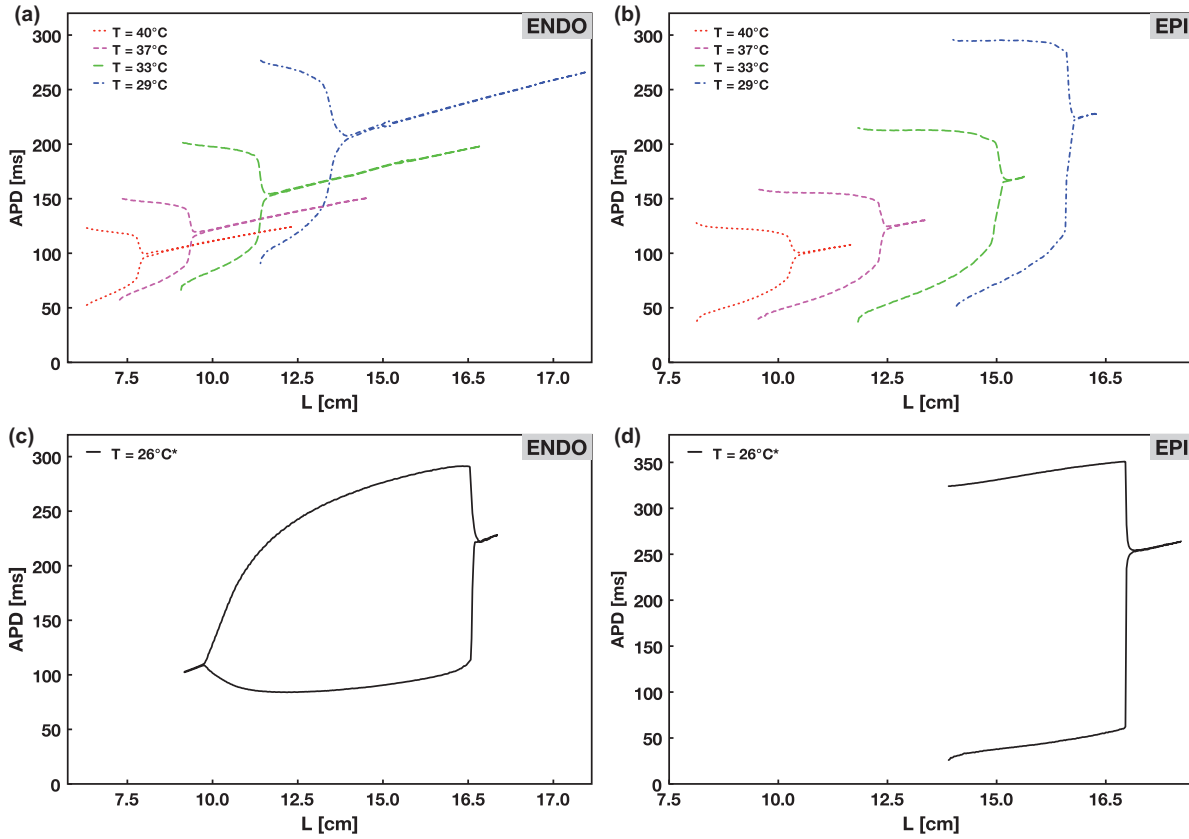 (a)
ENDO
T = 40°C
T = 37°C
T = 33°C
T = 29°C
APD [ms]
300
250
200
150
100
50
0
7.5 10.0 12.5 15.0 16.5 17.0
L [cm]
(b)
EPI
T = 40°C
T = 37°C
T = 33°C
T = 29°C
APD [ms]
300
250
200
150
100
50
0
7.5 10.0 12.5 15.0 16.5
L [cm]
(c)
ENDO
T = 26°C*
APD [ms]
300
250
200
150
100
50
0
7.5 10.0 12.5 15.0 16.5 17.0
L [cm]
(d)
EPI
T = 26°C*
APD [ms]
350
300
250
200
150
100
50
0
7.5 10.0 12.5 15.0 16.5
L [cm]